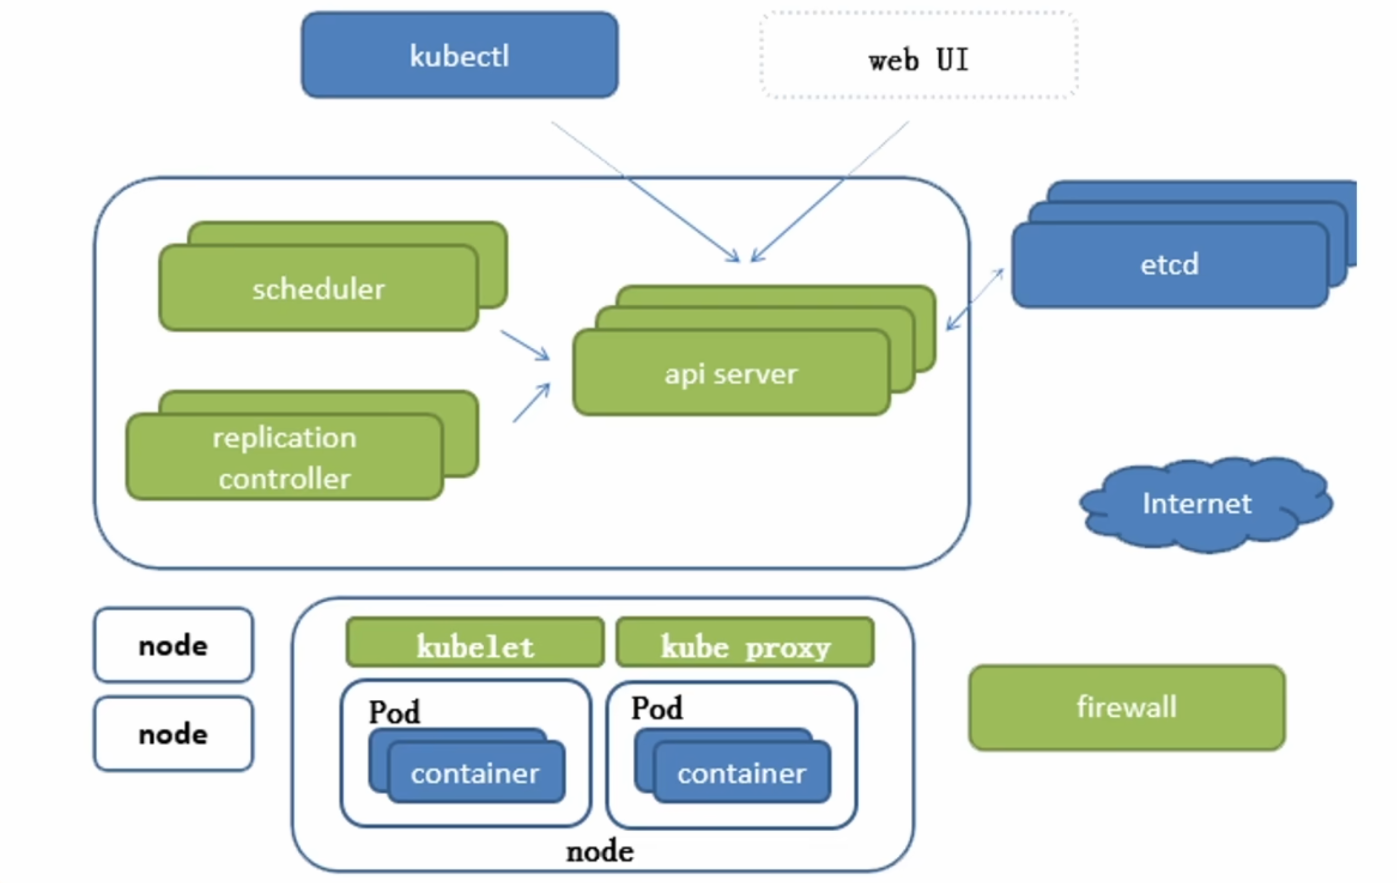 kubectl
web UI
scheduler
etcd
api server
replication
controller
Internet
node
kubelet
kube proxy
node
Pod
Pod
container
container
firewall
node